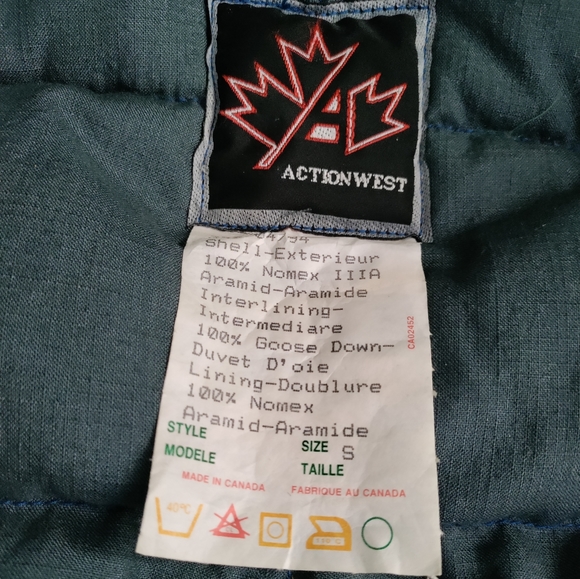 ACTIONWEST
Shell-Exterieur
100% Nomex IIIA
Aramid-Aramide
Interlining-
Intermediare
100% Goose Down-
Duvet D'oie
Lining-Doublure
100% Nomex
Aramid-Aramide
STYLE
MODELE
SIZE S
TAILLE
MADE IN CANADA FABRIQUE AU CANADA
40°C
CA02452